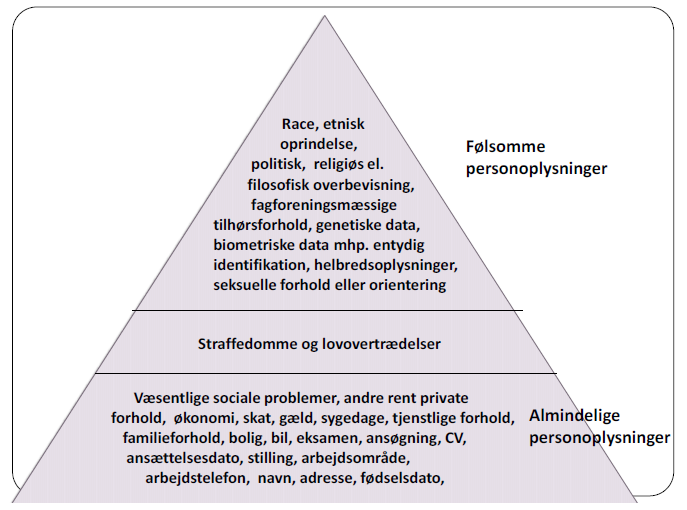 Race, etnisk
oprindelse,
politisk, religiøs el.
filosofisk overbevisning,
fagforeningsmæssige
tilhørsforhold, genetiske data,
biometriske data mhp. entydig
identifikation, helbredsoplysninger,
seksuelle forhold eller orientering
Følsomme
personoplysninger
Straffedomme og lovovertrædelser
Væsentlige sociale problemer, andre rent private
forhold, økonomi, skat, gæld, sygedage, tjenstlige forhold,
familieforhold, bolig, bil, eksamen, ansøgning, CV,
ansættelsesdato, stilling, arbejdsområde,
arbejdstelefon, navn, adresse, fødselsdato,
Almindelige
personoplysninger